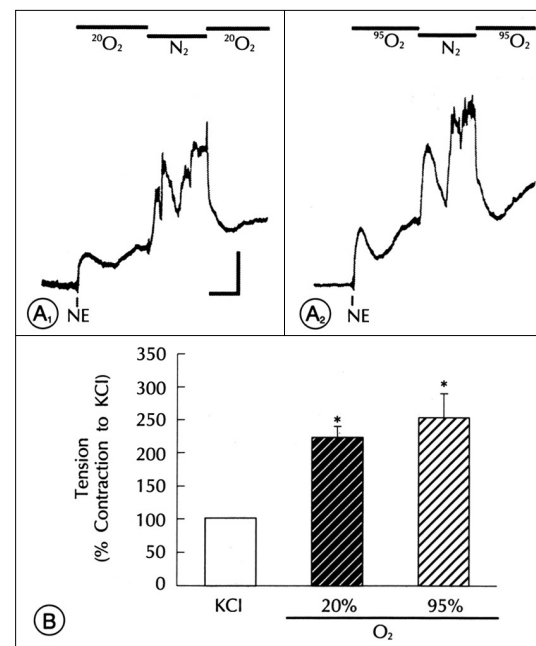 20O2 N2 20O2
95O2 N2 95O2
NE
A1
NE
A2
350
300
250
200
150
100
50
0
Tension
(% Contraction to KCl)
*
*
KCl 20% 95%
O2
B